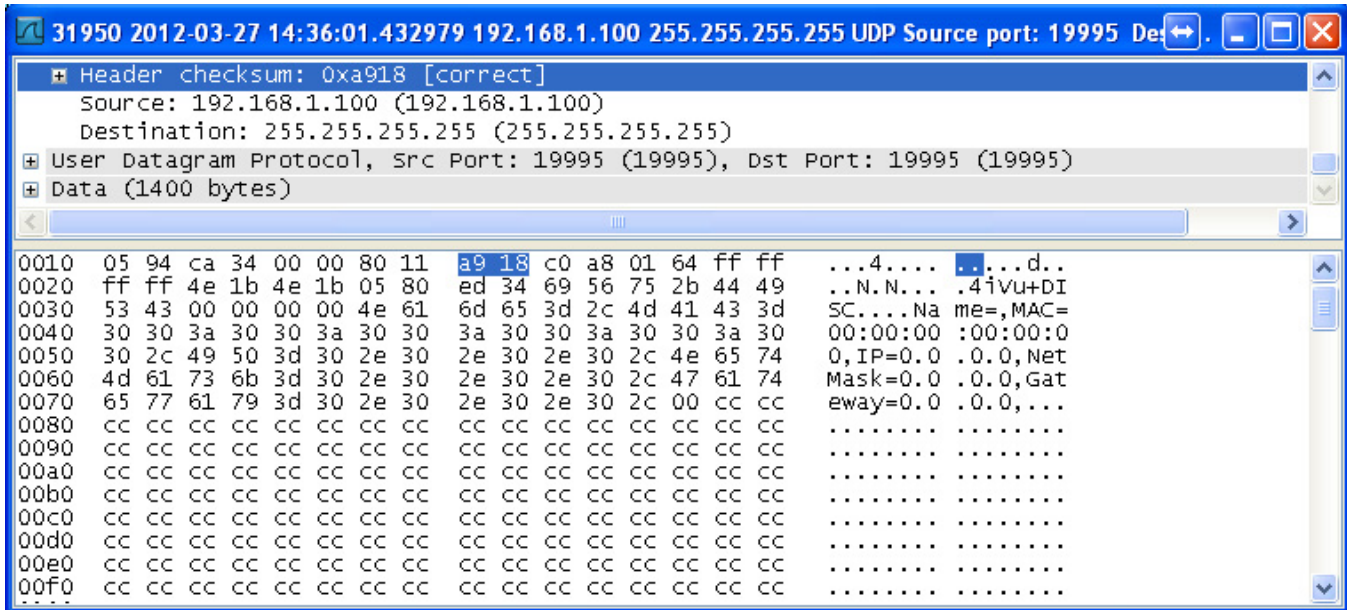 31950 2012-03-27 14:36:01.432979 192.168.1.100 255.255.255.255 UDP Source port: 19995 De
Header checksum: 0xa918 [correct]
Source: 192.168.1.100 (192.168.1.100)
Destination: 255.255.255.255 (255.255.255.255)
User Datagram Protocol, Src Port: 19995 (19995), Dst Port: 19995 (19995)
Data (1400 bytes)
0010 05 94 ca 34 00 00 80 11 a9 18 c0 a8 01 64 ff ff ...4.... .....d..
0020 ff ff 4e 1b 4e 1b 05 80 ed 34 69 56 75 2b 44 49 ..N.N... .4iVu+DI
0030 53 43 00 00 00 00 4e 61 6d 65 3d 2c 4d 41 43 3d SC....Na me=,MAC=
0040 30 30 3a 30 30 3a 30 30 3a 30 30 3a 30 30 3a 30 00:00:00 :00:00:0
0050 30 2c 49 50 3d 30 2e 30 2e 30 2e 30 2c 4e 65 74 0,IP=0.0 .0.0,Net
0060 4d 61 73 6b 3d 30 2e 30 2e 30 2e 30 2c 47 61 74 Mask=0.0 .0.0,Gat
0070 65 77 61 79 3d 30 2e 30 2e 30 2e 30 2c 00 cc cc eway=0.0 .0.0,...
0080 cc cc cc cc cc cc cc cc cc cc cc cc cc cc cc cc ........ ........
0090 cc cc cc cc cc cc cc cc cc cc cc cc cc cc cc cc ........ ........
00a0 cc cc cc cc cc cc cc cc cc cc cc cc cc cc cc cc ........ ........
00b0 cc cc cc cc cc cc cc cc cc cc cc cc cc cc cc cc ........ ........
00c0 cc cc cc cc cc cc cc cc cc cc cc cc cc cc cc cc ........ ........
00d0 cc cc cc cc cc cc cc cc cc cc cc cc cc cc cc cc ........ ........
00e0 cc cc cc cc cc cc cc cc cc cc cc cc cc cc cc cc ........ ........
00f0 cc cc cc cc cc cc cc cc cc cc cc cc cc cc cc cc ........ ........